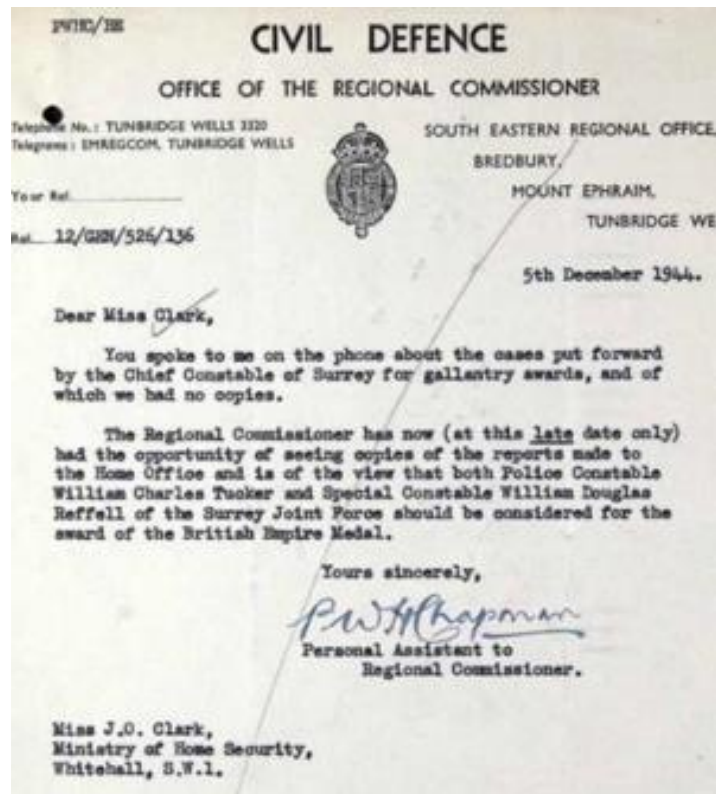 PWHC/BE
CIVIL DEFENCE
OFFICE OF THE REGIONAL COMMISSIONER
Telephone No.: TUNBRIDGE WELLS 3320
Telegrams: EMREGCOM, TUNBRIDGE WELLS
SOUTH EASTERN REGIONAL OFFICE,
BREDBURY,
MOUNT EPHRAIM,
TUNBRIDGE WE
Your Ref.
Ref. 12/GEN/526/136
5th December 1944.
Dear Miss Clark,
You spoke to me on the phone about the cases put forward
by the Chief Constable of Surrey for gallantry awards, and of
which we had no copies.
The Regional Commissioner has now (at this late date only)
had the opportunity of seeing copies of the reports made to
the Home Office and is of the view that both Police Constable
William Charles Tucker and Special Constable William Douglas
Reffell of the Surrey Joint Force should be considered for the
award of the British Empire Medal.
Yours sincerely,
PWHChapman
Personal Assistant to
Regional Commissioner.
Miss J.O. Clark,
Ministry of Home Security,
Whitehall, S.W.1.